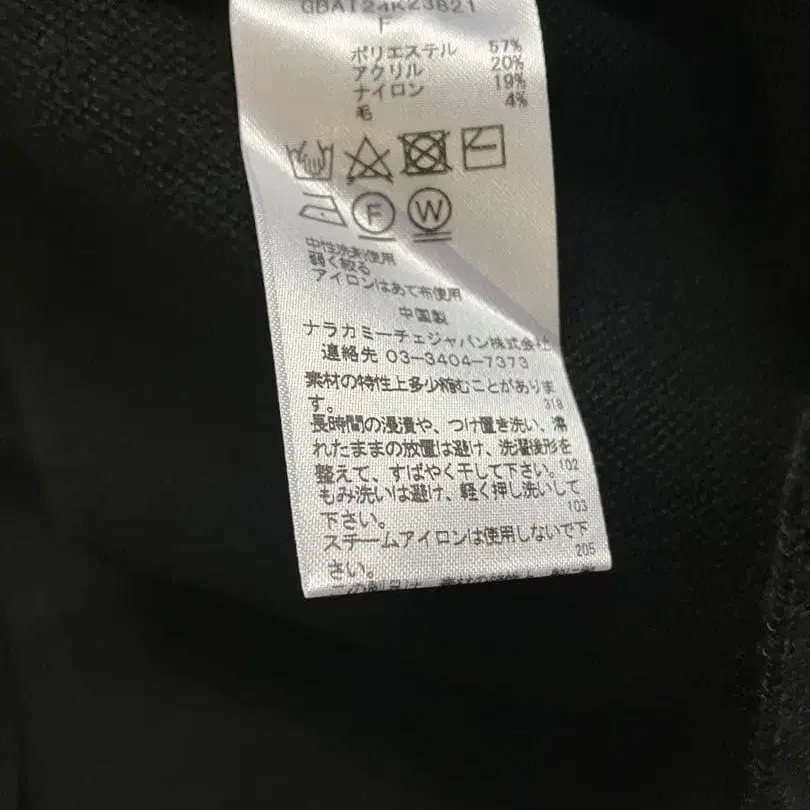 ポリエステル 57%
アクリル 20%
ナイロン 19%
毛 4%
F W
中性洗剤使用
弱く絞る
アイロンはあて布使用
中国製
ナラカミーチェジャパン株式会社
連絡先 03-3404-7373
素材の特性上多少縮むことがありま
す。 318
長時間の浸漬や、つけ置き洗い、濡
れたままの放置は避け、洗濯後形を
整えて、すばやく干して下さい。 102
もみ洗いは避け、軽く押し洗いして
下さい。 103
スチームアイロンは使用しないで下
さい。 205